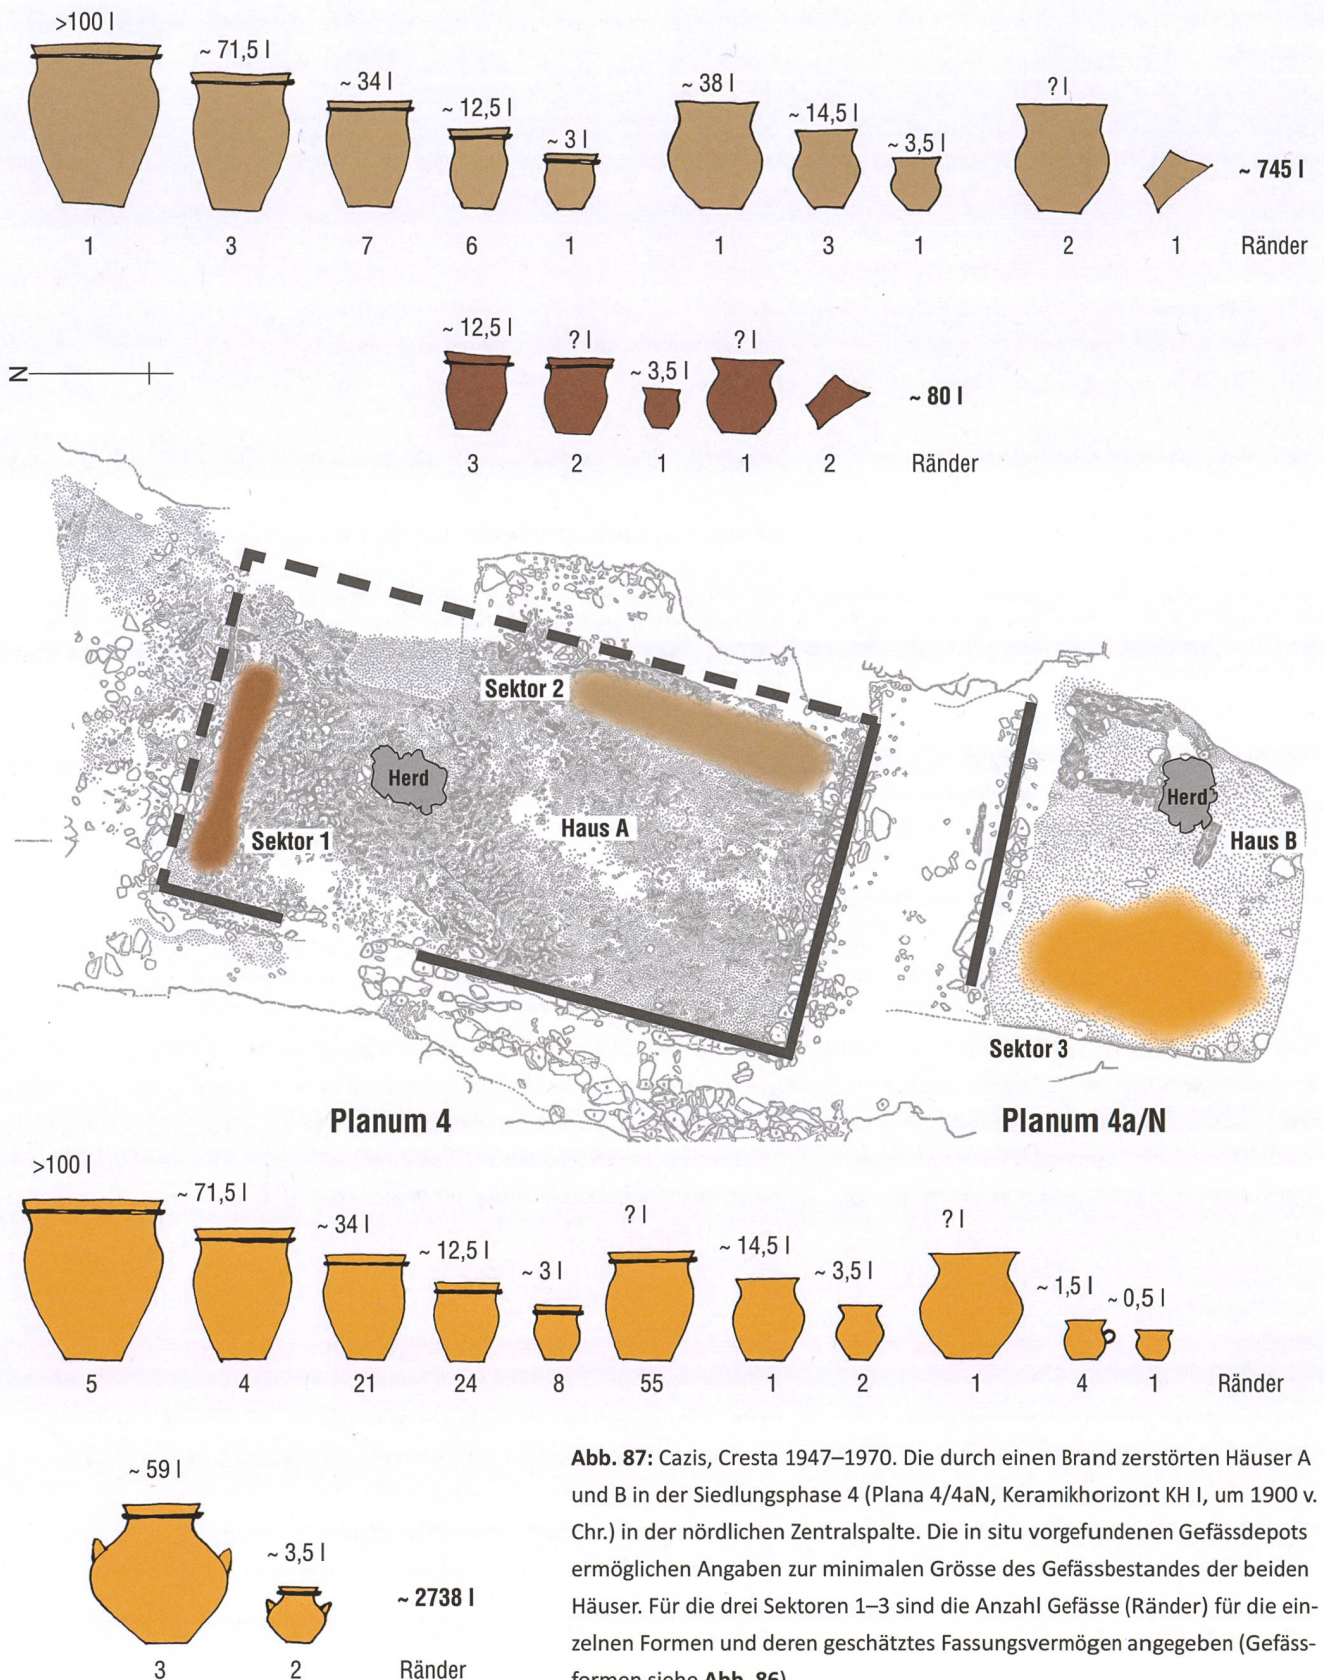 >100 l
~ 71,5 l
~ 34 l
~ 12,5 l
~ 3 l
~ 38 l
~ 14,5 l
~ 3,5 l
? l
~ 745 l
1 3 7 6 1 1 3 1 2 1 Ränder
~ 12,5 l
? l
~ 3,5 l
? l
~ 80 l
3 2 1 1 2 Ränder
N
Sektor 2
Herd
Haus A
Sektor 1
Herd
Haus B
Sektor 3
Planum 4
Planum 4a/N
>100 l
~ 71,5 l
~ 34 l
~ 12,5 l
~ 3 l
? l
~ 14,5 l
~ 3,5 l
? l
~ 1,5 l
~ 0,5 l
5 4 21 24 8 55 1 2 1 4 1 Ränder
~ 59 l
~ 3,5 l
~ 2738 l
3 2 Ränder
Abb. 87: Cazis, Cresta 1947–1970. Die durch einen Brand zerstörten Häuser A
und B in der Siedlungsphase 4 (Plana 4/4aN, Keramikhorizont KH I, um 1900 v.
Chr.) in der nördlichen Zentralspalte. Die in situ vorgefundenen Gefässdepots
ermöglichen Angaben zur minimalen Grösse des Gefässbestandes der beiden
Häuser. Für die drei Sektoren 1–3 sind die Anzahl Gefässe (Ränder) für die ein-
zelnen Formen und deren geschätztes Fassungsvermögen angegeben (Gefäss-
formen siehe Abb. 86)